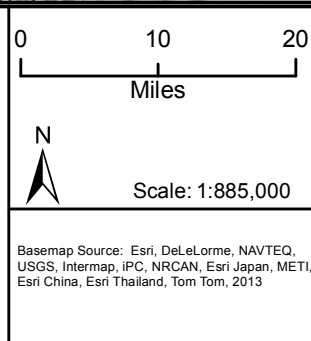 0 10 20
Miles
N
Scale: 1:885,000
Basemap Source: Esri, DeLeLorme, NAVTEQ,
USGS, Intermap, iPC, NRCAN, Esri Japan, METI,
Esri China, Esri Thailand, Tom Tom, 2013